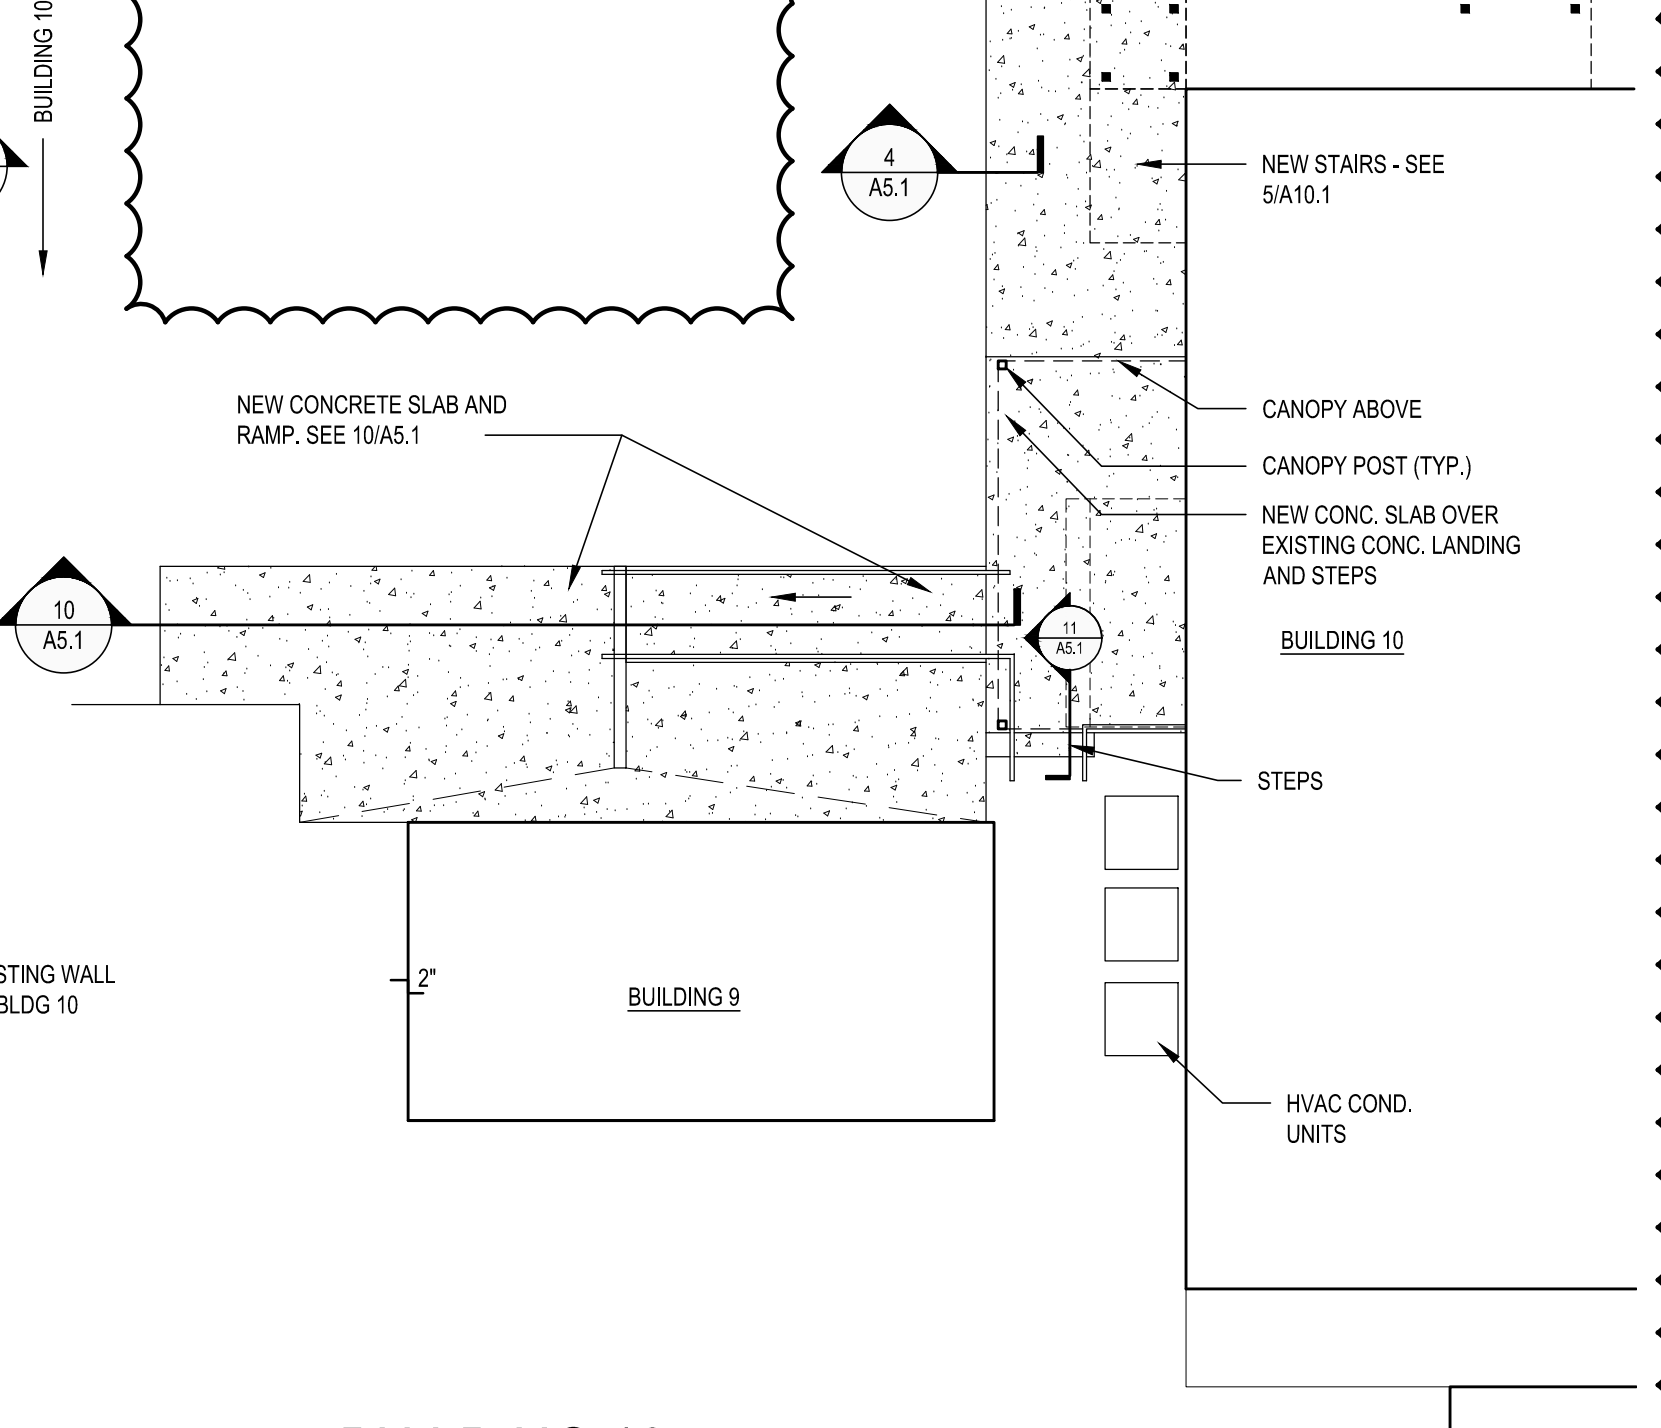 BUILDING 10
4
A5.1
NEW STAIRS - SEE
5/A10.1
NEW CONCRETE SLAB AND
RAMP. SEE 10/A5.1
CANOPY ABOVE
CANOPY POST (TYP.)
NEW CONC. SLAB OVER
EXISTING CONC. LANDING
AND STEPS
10
A5.1
11
A5.1
BUILDING 10
STEPS
STING WALL
BLDG 10
2"
BUILDING 9
HVAC COND.
UNITS